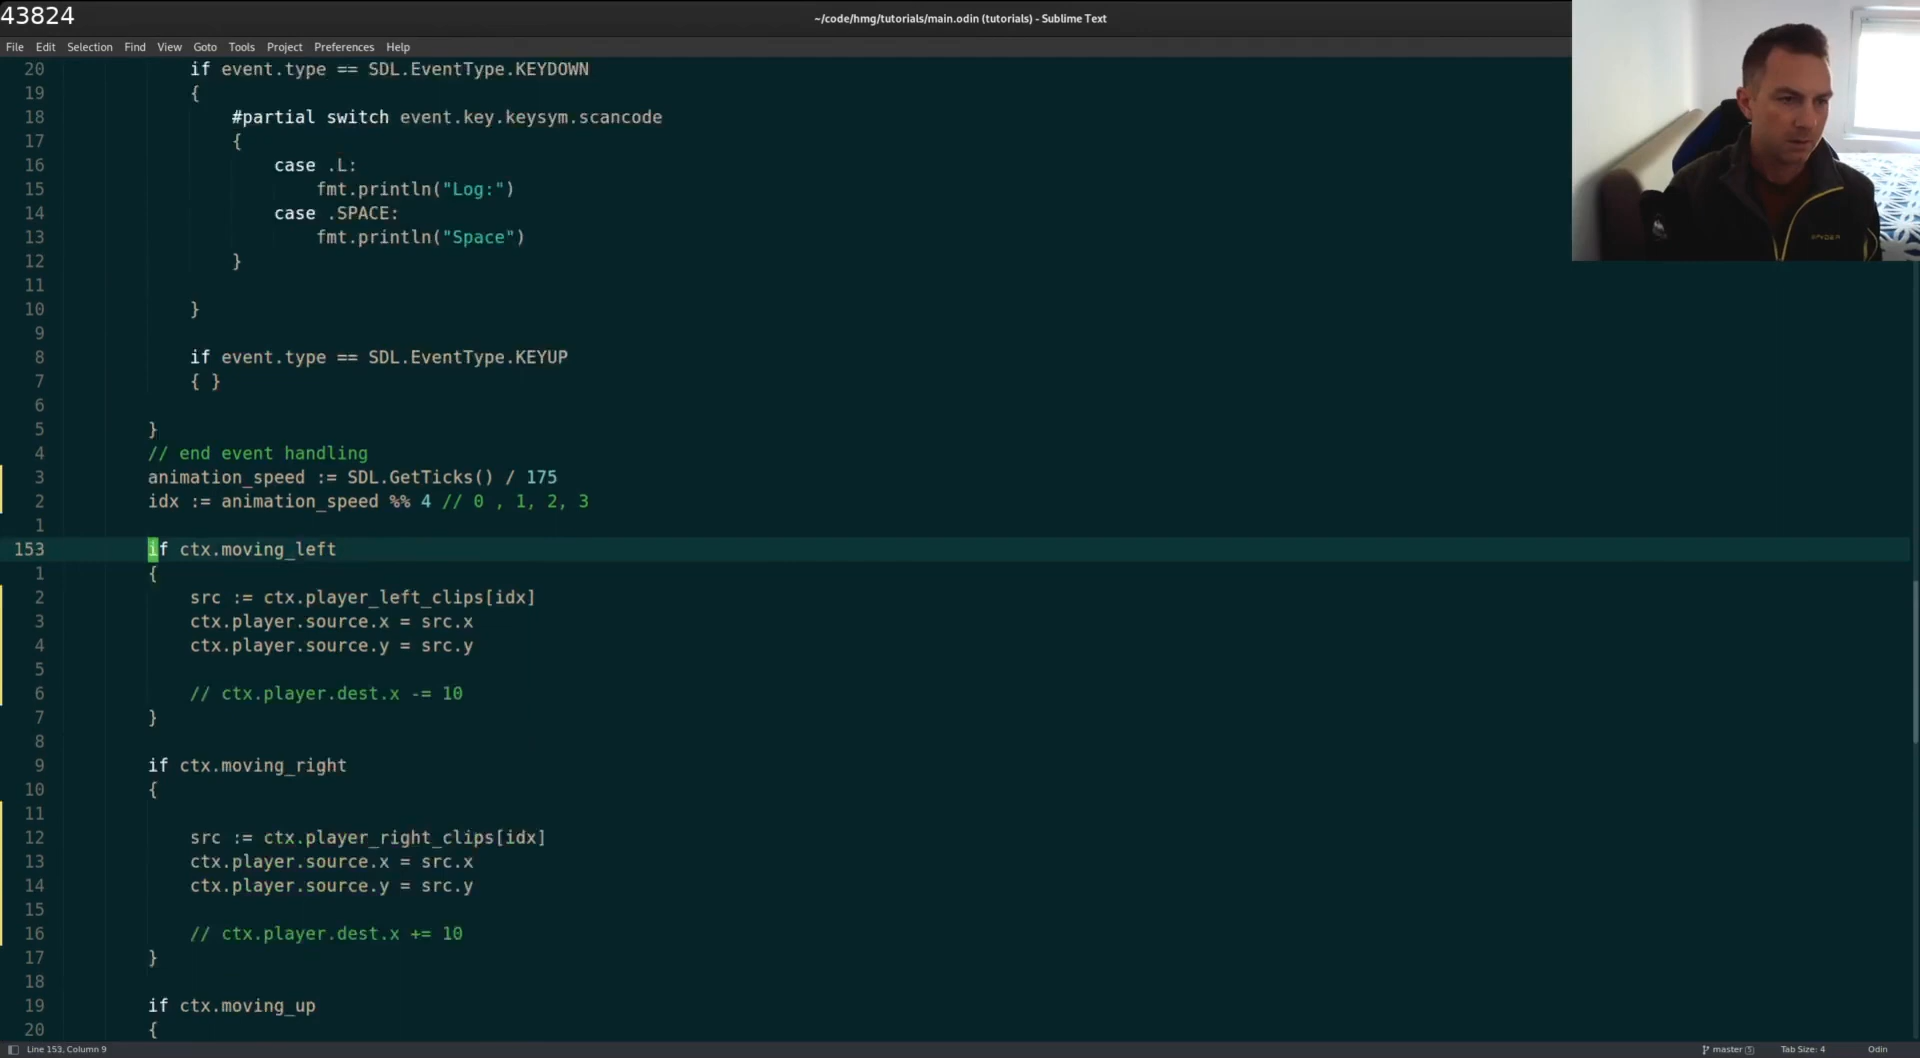 43824
~/code/hmg/tutorials/main.odin (tutorials) - Sublime Text
File Edit Selection Find View Goto Tools Project Preferences Help
20 if event.type == SDL.EventType.KEYDOWN
19 {
18 #partial switch event.key.keysym.scancode
17 {
16 case .L:
15 fmt.println("Log:")
14 case .SPACE:
13 fmt.println("Space")
12 }
11
10 }
9
8 if event.type == SDL.EventType.KEYUP
7 { }
6
5 }
4 // end event handling
3 animation_speed := SDL.GetTicks() / 175
2 idx := animation_speed %% 4 // 0 , 1, 2, 3
1
153 if ctx.moving_left
1 {
2 src := ctx.player_left_clips[idx]
3 ctx.player.source.x = src.x
4 ctx.player.source.y = src.y
5
6 // ctx.player.dest.x -= 10
7 }
8
9 if ctx.moving_right
10 {
11
12 src := ctx.player_right_clips[idx]
13 ctx.player.source.x = src.x
14 ctx.player.source.y = src.y
15
16 // ctx.player.dest.x += 10
17 }
18
19 if ctx.moving_up
20 {
SPYDER
Line 153, Column 9 master 5 Tab Size: 4 Odin